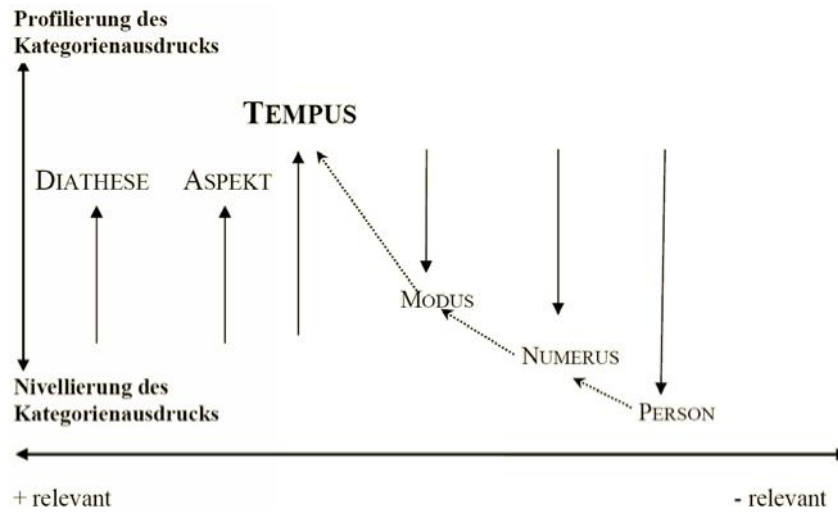 Profilierung des
Kategorienausdrucks
TEMPUS
DIATHESE ASPEKT
MODUS
NUMERUS
Nivellierung des
Kategorienausdrucks
PERSON
+ relevant - relevant